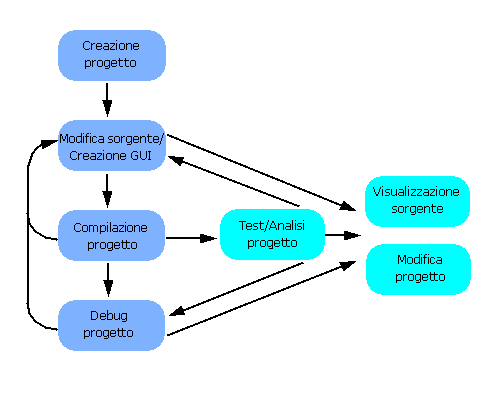 Creazione
progetto
Modifica sorgente/
Creazione GUI
Visualizzazione
sorgente
Compilazione
progetto
Test/Analisi
progetto
Modifica
progetto
Debug
progetto